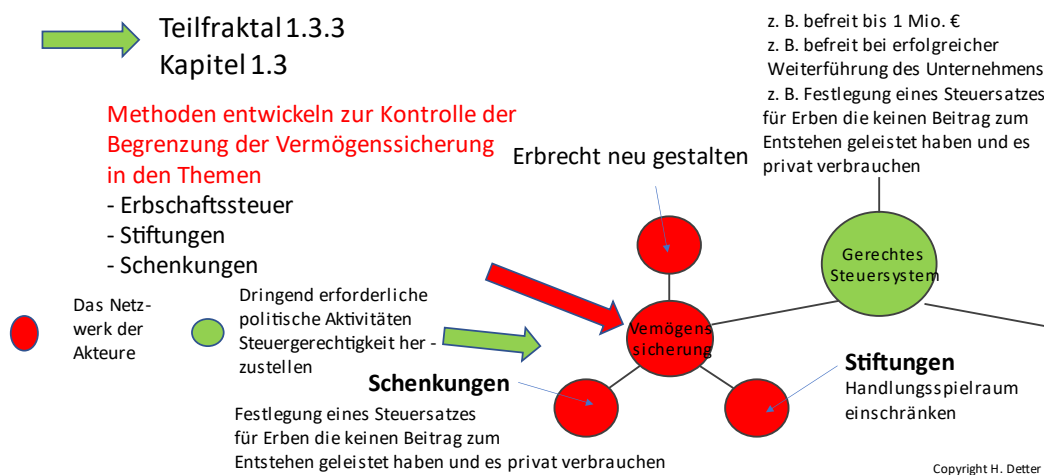 Teilfraktal 1.3.3
Kapitel 1.3
z. B. befreit bis 1 Mio. €
z. B. befreit bei erfolgreicher
Weiterführung des Unternehmens
z. B. Festlegung eines Steuersatzes
für Erben die keinen Beitrag zum
Entstehen geleistet haben und es
privat verbrauchen
Methoden entwickeln zur Kontrolle der
Begrenzung der Vermögenssicherung
in den Themen
- Erbschaftssteuer
- Stiftungen
- Schenkungen
Erbrecht neu gestalten
Gerechtes
Steuersystem
Das Netz-
werk der
Akteure
Dringend erforderliche
politische Aktivitäten
Steuergerechtigkeit her -
zustellen
Vermögens
sicherung
Schenkungen
Festlegung eines Steuersatzes
für Erben die keinen Beitrag zum
Entstehen geleistet haben und es privat verbrauchen
Stiftungen
Handlungsspielraum
einschränken
Copyright H. Detter